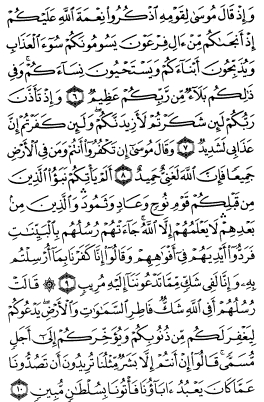 وَإِذْ قَالَ مُوسَىٰ لِقَوْمِهِ ٱذْكُرُوا۟ نِعْمَةَ ٱللَّهِ عَلَيْكُمْ
إِذْ أَنجَىٰكُم مِّنْ ءَالِ فِرْعَوْنَ يَسُومُونَكُمْ سُوٓءَ ٱلْعَذَابِ
وَيُذَبِّحُونَ أَبْنَآءَكُمْ وَيَسْتَحْيُونَ نِسَآءَكُمْ ۚ وَفِى
ذَٰلِكُم بَلَآءٌ مِّن رَّبِّكُمْ عَظِيمٌ ٦ وَإِذْ تَأَذَّنَ
رَبُّكُمْ لَئِن شَكَرْتُمْ لَأَزِيدَنَّكُمْ ۖ وَلَئِن كَفَرْتُمْ إِنَّ
عَذَابِى لَشَدِيدٌ ٧ وَقَالَ مُوسَىٰٓ إِن تَكْفُرُوٓا۟ أَنتُمْ وَمَن فِى ٱلْأَرْضِ
جَمِيعًا فَإِنَّ ٱللَّهَ لَغَنِىٌّ حَمِيدٌ ٨ أَلَمْ يَأْتِكُمْ نَبَؤُا۟ ٱلَّذِينَ
مِن قَبْلِكُمْ قَوْمِ نُوحٍ وَعَادٍ وَثَمُودَ ۛ وَٱلَّذِينَ مِنۢ
بَعْدِهِمْ ۛ لَا يَعْلَمُهُمْ إِلَّا ٱللَّهُ ۚ جَآءَتْهُمْ رُسُلُهُم بِٱلْبَيِّنَٰتِ
فَرَدُّوٓا۟ أَيْدِيَهُمْ فِىٓ أَفْوَٰهِهِمْ وَقَالُوٓا۟ إِنَّا كَفَرْنَا بِمَآ أُرْسِلْتُم
بِهِۦ وَإِنَّا لَفِى شَكٍّ مِّمَّا تَدْعُونَنَآ إِلَيْهِ مُرِيبٍ ٩ ۞ قَالَتْ
رُسُلُهُمْ أَفِى ٱللَّهِ شَكٌّ فَاطِرِ ٱلسَّمَٰوَٰتِ وَٱلْأَرْضِ ۖ يَدْعُوكُمْ
لِيَغْفِرَ لَكُم مِّن ذُنُوبِكُمْ وَيُؤَخِّرَكُمْ إِلَىٰٓ أَجَلٍ
مُّسَمًّى ۚ قَالُوٓا۟ إِنْ أَنتُمْ إِلَّا بَشَرٌ مِّثْلُنَا تُرِيدُونَ أَن تَصُدُّونَا
عَمَّا كَانَ يَعْبُدُ ءَابَآؤُنَا فَأْتُونَا بِسُلْطَٰنٍ مُّبِينٍ ١٠